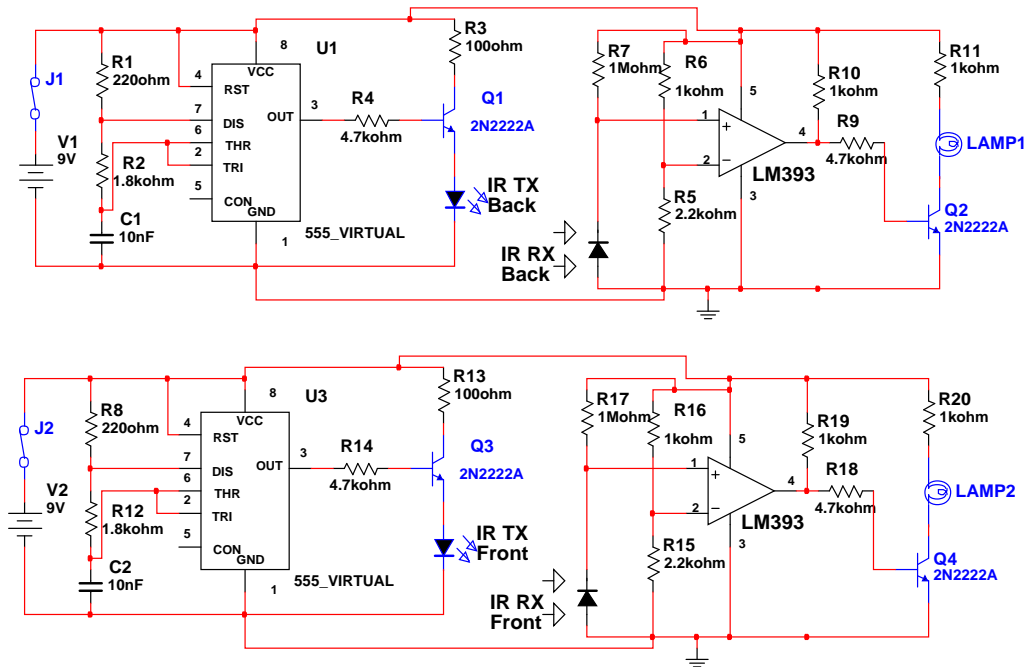 J1
V1
9V
R1
220ohm
R2
1.8kohm
C1
10nF
U1
8
VCC
4
RST
7
DIS
6
THR
2
TRI
5
CON
GND
1
OUT
3
555_VIRTUAL
R4
4.7kohm
R3
100ohm
Q1
2N2222A
IR TX
Back
R7
1Mohm
R6
1kohm
R5
2.2kohm
IR RX
Back
1
+
2
−
5
4
3
LM393
R10
1kohm
R9
4.7kohm
R11
1kohm
LAMP1
Q2
2N2222A
J2
V2
9V
R8
220ohm
R12
1.8kohm
C2
10nF
U3
8
VCC
4
RST
7
DIS
6
THR
2
TRI
5
CON
GND
1
OUT
3
555_VIRTUAL
R14
4.7kohm
R13
100ohm
Q3
2N2222A
IR TX
Front
R17
1Mohm
R16
1kohm
R15
2.2kohm
IR RX
Front
1
+
2
−
5
4
3
LM393
R19
1kohm
R18
4.7kohm
R20
1kohm
LAMP2
Q4
2N2222A